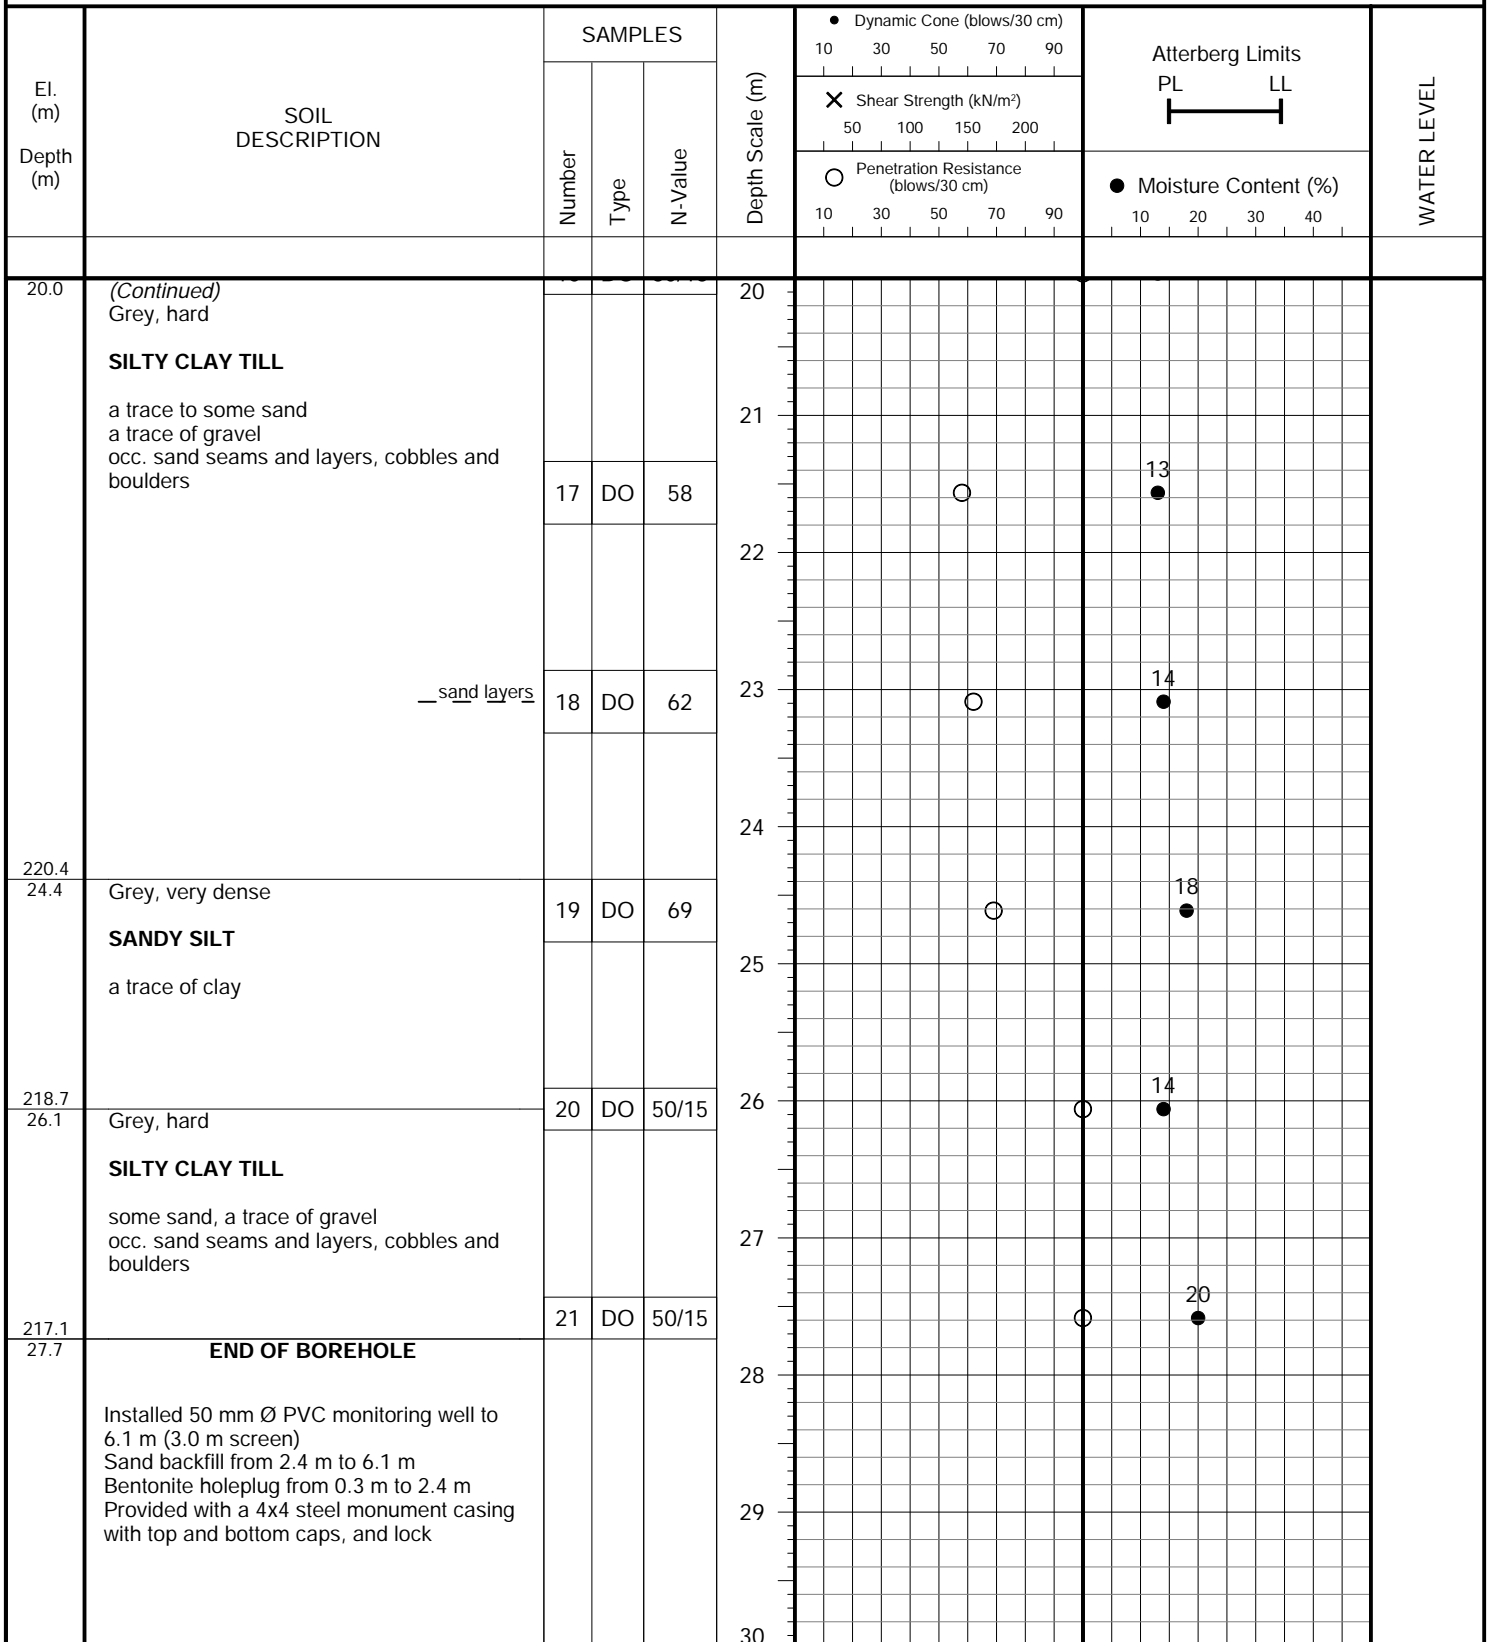 El.
(m)
Depth
(m)
SOIL
DESCRIPTION
SAMPLES
Number
Type
N-Value
Depth Scale (m)
Dynamic Cone (blows/30 cm)
10 30 50 70 90
Shear Strength (kN/m²)
50 100 150 200
Penetration Resistance
(blows/30 cm)
10 30 50 70 90
Atterberg Limits
PL LL
Moisture Content (%)
10 20 30 40
WATER LEVEL
20.0
(Continued)
Grey, hard
SILTY CLAY TILL
a trace to some sand
a trace of gravel
occ. sand seams and layers, cobbles and
boulders
20
21
17 DO 58
13
22
sand layers
18 DO 62
23
14
24
220.4
24.4
Grey, very dense
SANDY SILT
a trace of clay
19 DO 69
18
25
218.7
26.1
20 DO 50/15
26
14
Grey, hard
SILTY CLAY TILL
some sand, a trace of gravel
occ. sand seams and layers, cobbles and
boulders
27
21 DO 50/15
20
217.1
27.7
END OF BOREHOLE
28
Installed 50 mm Ø PVC monitoring well to
6.1 m (3.0 m screen)
Sand backfill from 2.4 m to 6.1 m
Bentonite holeplug from 0.3 m to 2.4 m
Provided with a 4x4 steel monument casing
with top and bottom caps, and lock
29
30